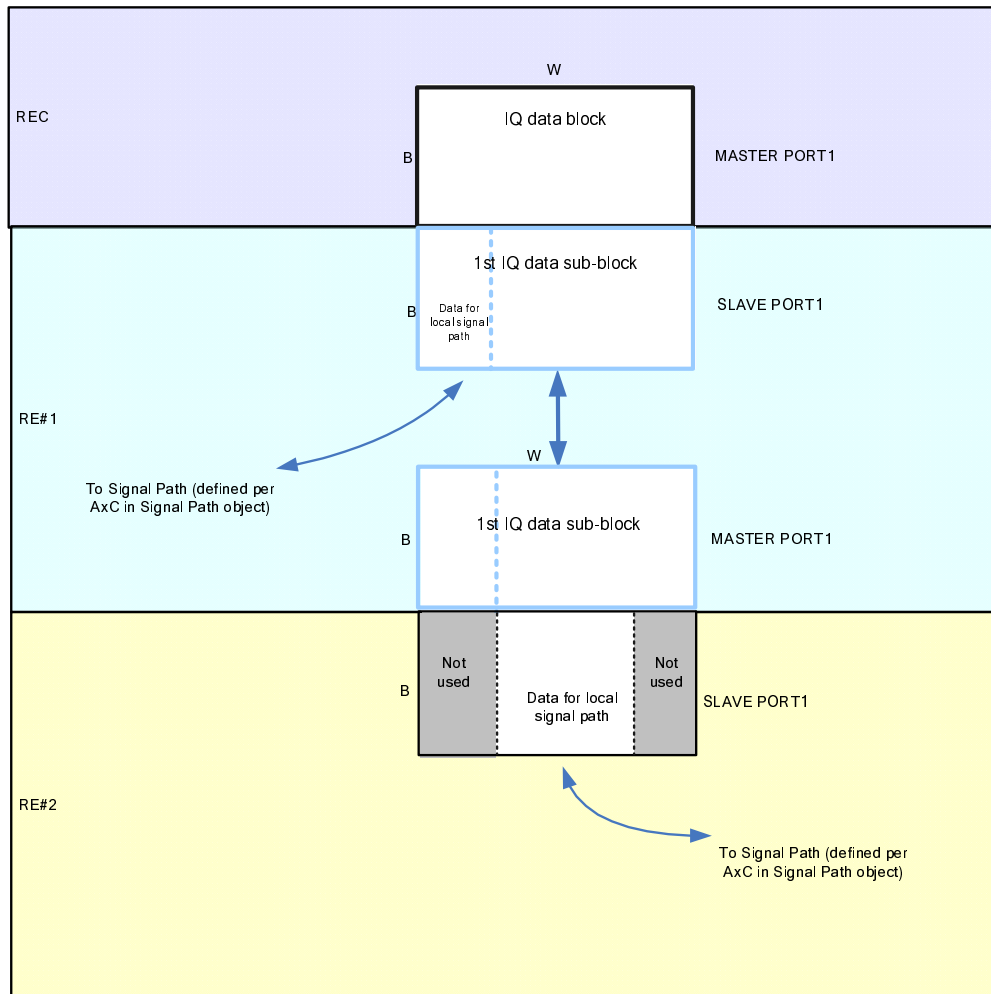 W
IQ data block
REC
B
MASTER PORT1
1st IQ data sub-block
Data for
local signal
path
B
SLAVE PORT1
RE#1
W
To Signal Path (defined per
AxC in Signal Path object)
1st IQ data sub-block
B
MASTER PORT1
Not
used
Not
used
B
Data for local
signal path
SLAVE PORT1
RE#2
To Signal Path (defined per
AxC in Signal Path object)